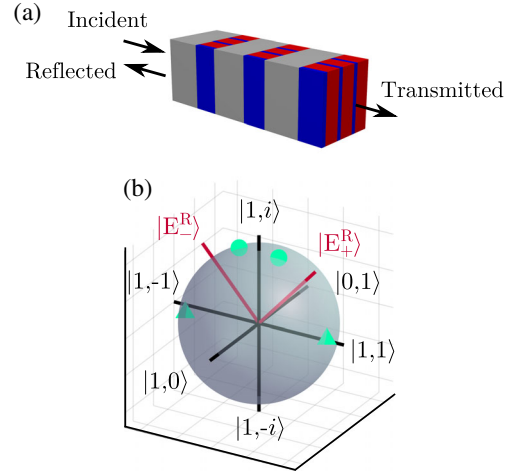 (a)
Incident
Reflected
Transmitted
(b)
|1,i⟩
|E₋ᴿ⟩
|E₊ᴿ⟩
|1,-1⟩
|0,1⟩
|1,1⟩
|1,0⟩
|1,-i⟩